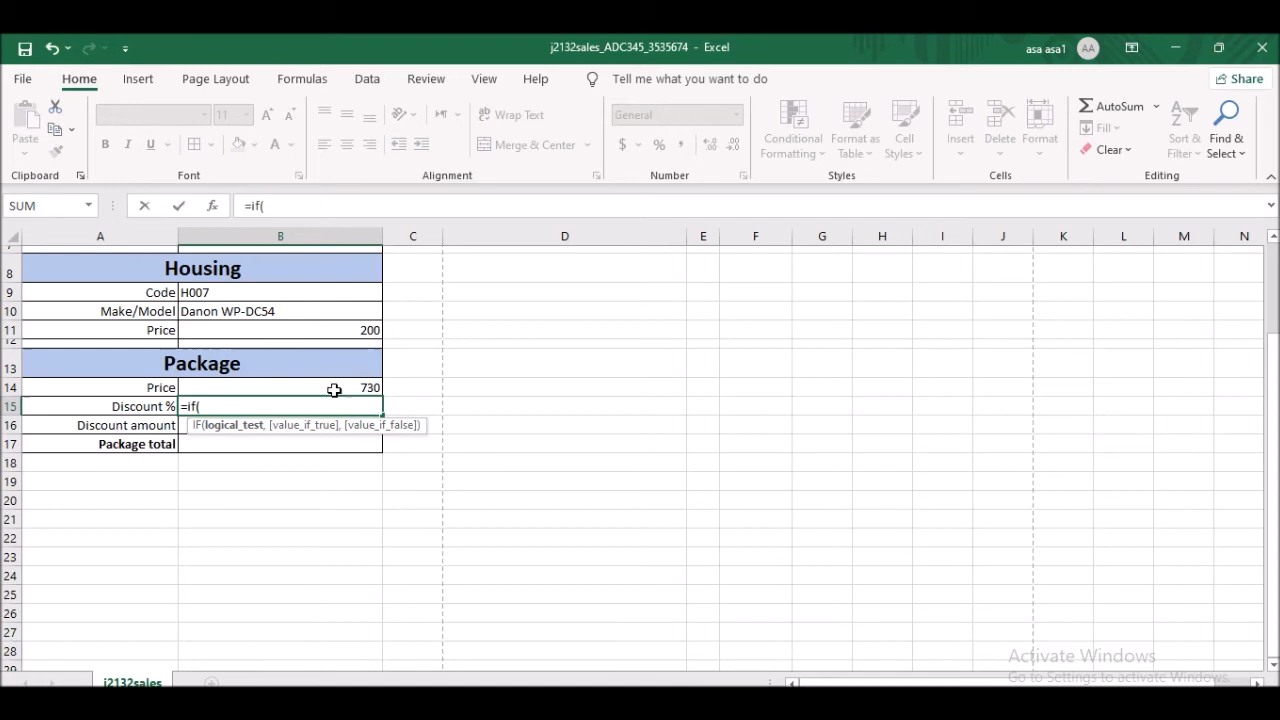 j2132sales_ADC345_3535674 - Excel
asa asa1 AA
File Home Insert Page Layout Formulas Data Review View Help Tell me what you want to do Share
Paste
11
Wrap Text
Merge & Center
General
Conditional Formatting
Format as Table
Cell Styles
Insert
Delete
Format
AutoSum
Fill
Clear
Sort & Filter
Find & Select
Clipboard Font Alignment Number Styles Cells Editing
SUM =if(
A B C D E F G H I J K L M N
8 Housing
9 Code H007
10 Make/Model Danon WP-DC54
11 Price 200
12
13 Package
14 Price 730
15 Discount % =if(
16 Discount amount IF(logical_test, [value_if_true], [value_if_false])
17 Package total
18
19
20
21
22
23
24
25
26
27
28
29
Activate Windows
Go to Settings to activate Windows.
j2132sales